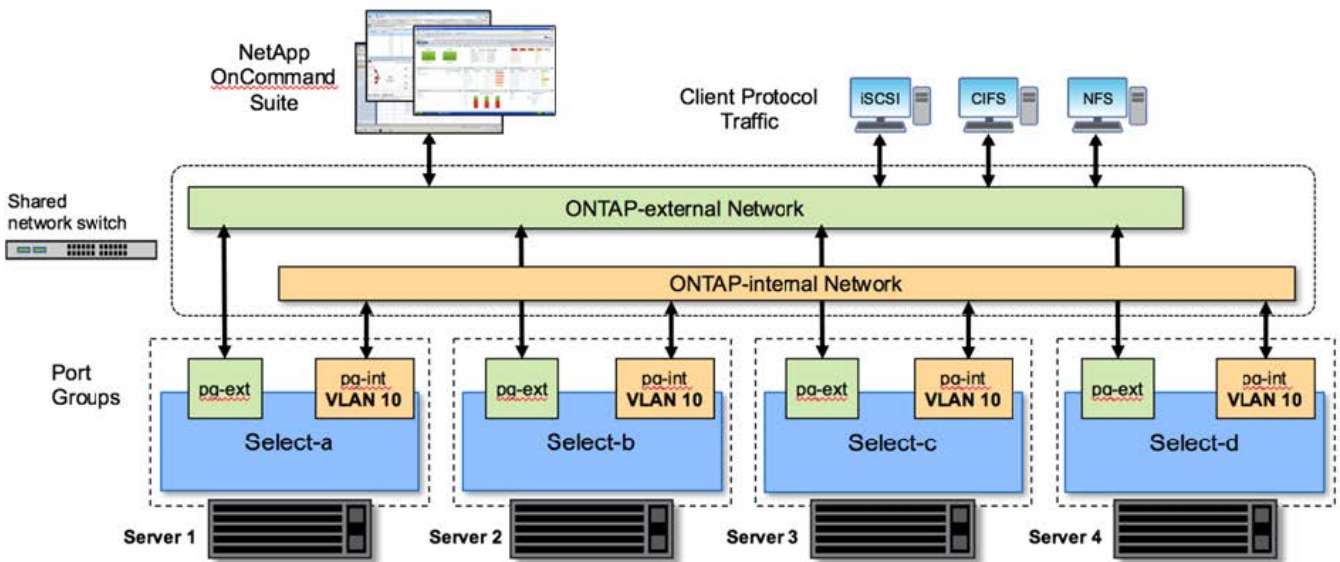 NetApp
OnCommand
Suite
Client Protocol
Traffic
iSCSI
CIFS
NFS
Shared
network switch
ONTAP-external Network
ONTAP-internal Network
Port
Groups
pg-ext
pg-int
VLAN 10
Select-a
pg-ext
pg-int
VLAN 10
Select-b
pg-ext
pg-int
VLAN 10
Select-c
pg-ext
pg-int
VLAN 10
Select-d
Server 1
Server 2
Server 3
Server 4